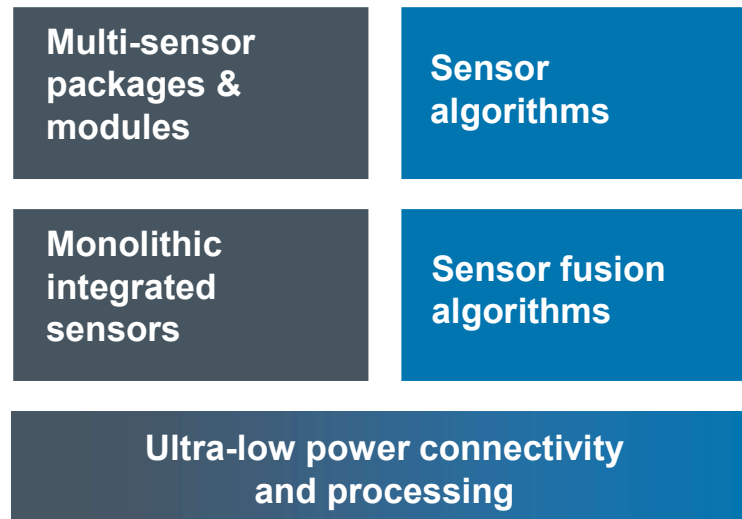 Multi-sensor
packages &
modules
Sensor
algorithms
Monolithic
integrated
sensors
Sensor fusion
algorithms
Ultra-low power connectivity
and processing